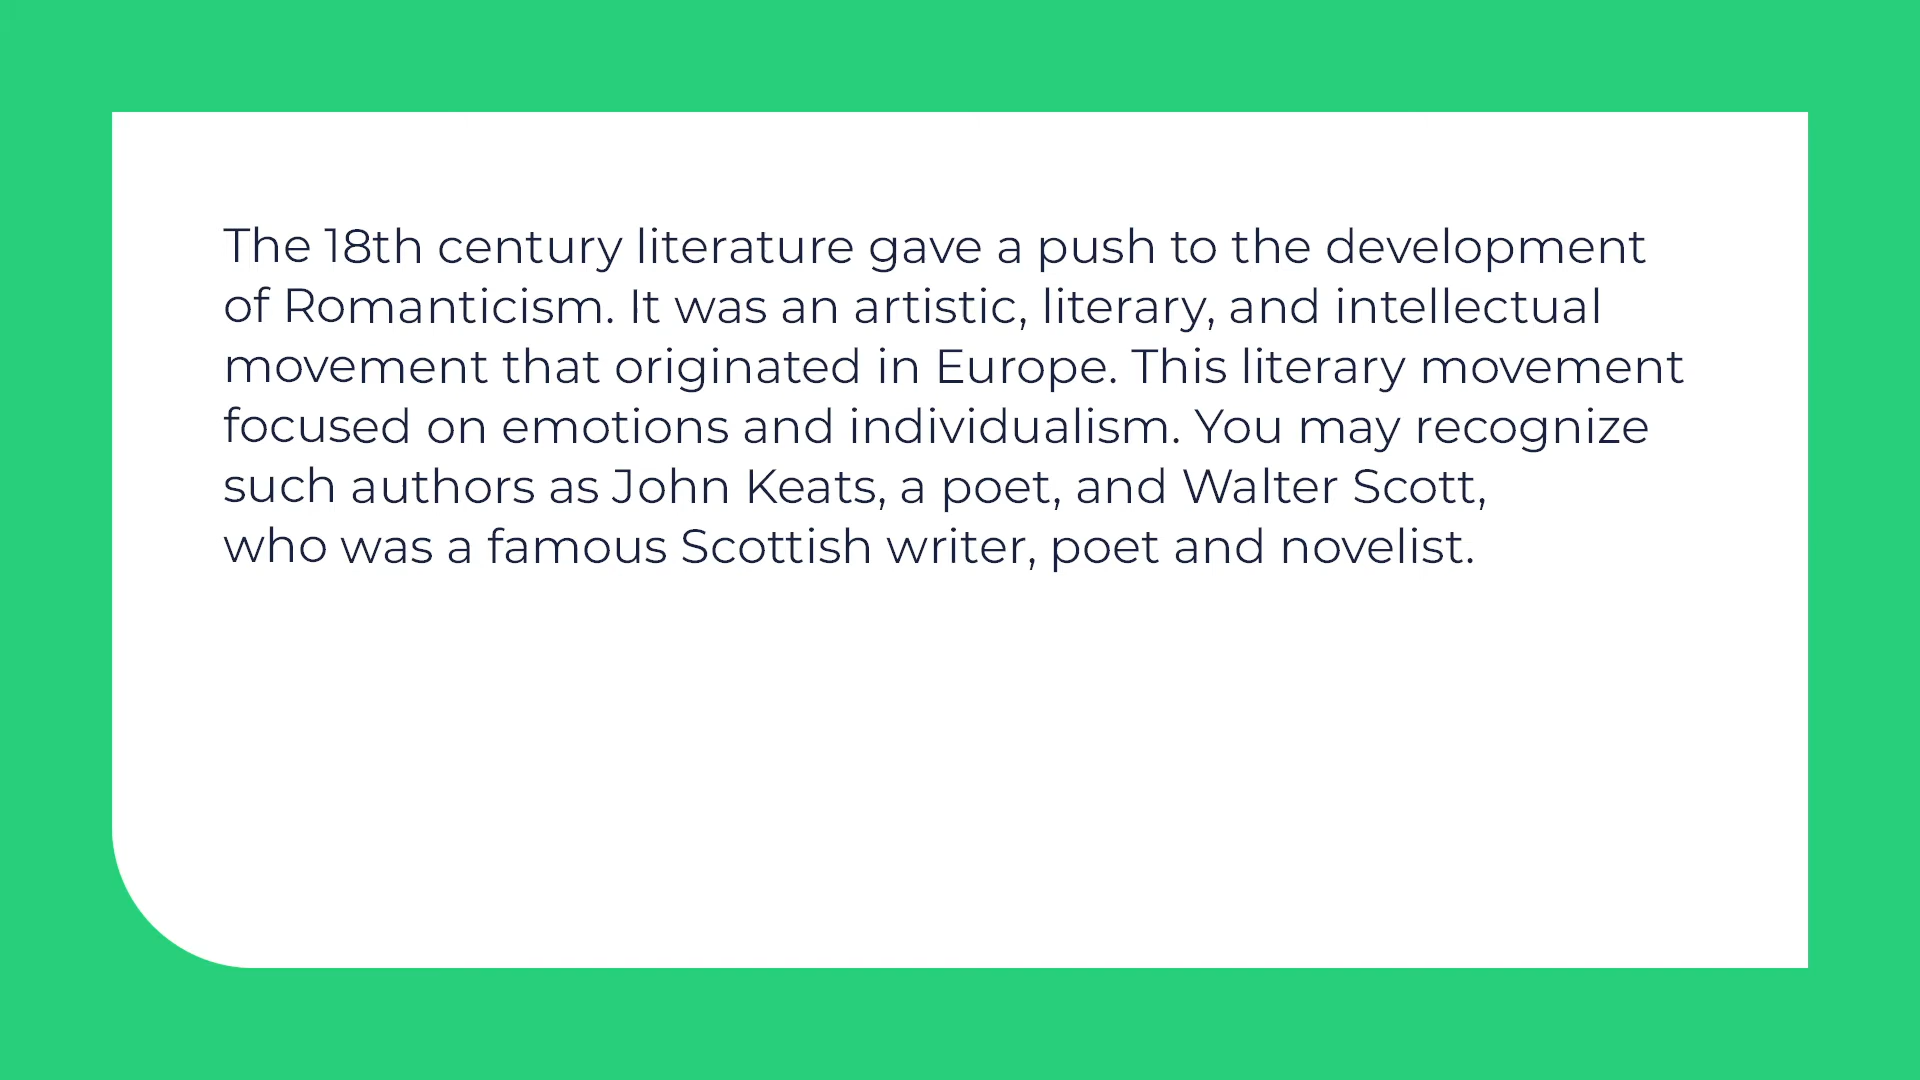 The 18th century literature gave a push to the development
of Romanticism. It was an artistic, literary, and intellectual
movement that originated in Europe. This literary movement
focused on emotions and individualism. You may recognize
such authors as John Keats, a poet, and Walter Scott,
who was a famous Scottish writer, poet and novelist.